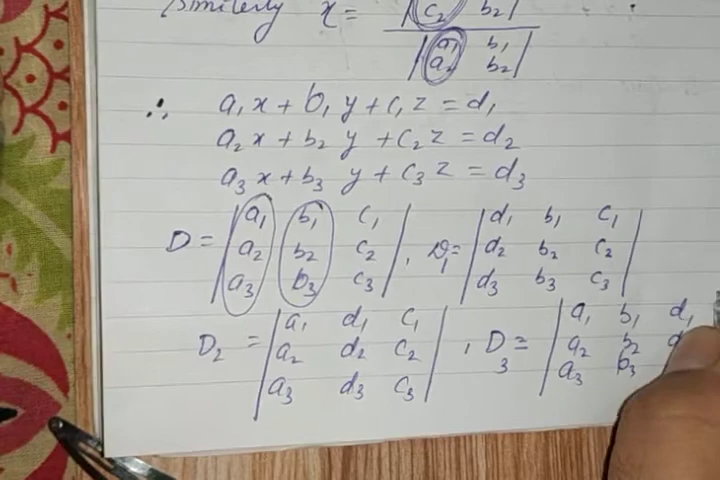 Similerly x = |c₂ b₂|
|a₁ b₁|
|a₂ b₂|
∴ a₁x + b₁y + c₁z = d₁
a₂x + b₂y + c₂z = d₂
a₃x + b₃y + c₃z = d₃
D = |a₁ b₁ c₁| , D₁ = |d₁ b₁ c₁|
|a₂ b₂ c₂| |d₂ b₂ c₂|
|a₃ b₃ c₃| |d₃ b₃ c₃|
D₂ = |a₁ d₁ c₁| , D₃ = |a₁ b₁ d₁
|a₂ d₂ c₂| |a₂ b₂
|a₃ d₃ c₃| |a₃ b₃